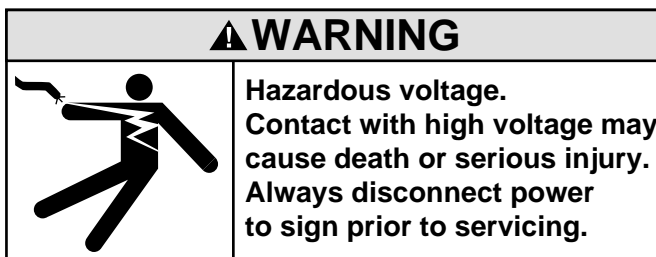 WARNING
Hazardous voltage.
Contact with high voltage may
cause death or serious injury.
Always disconnect power
to sign prior to servicing.